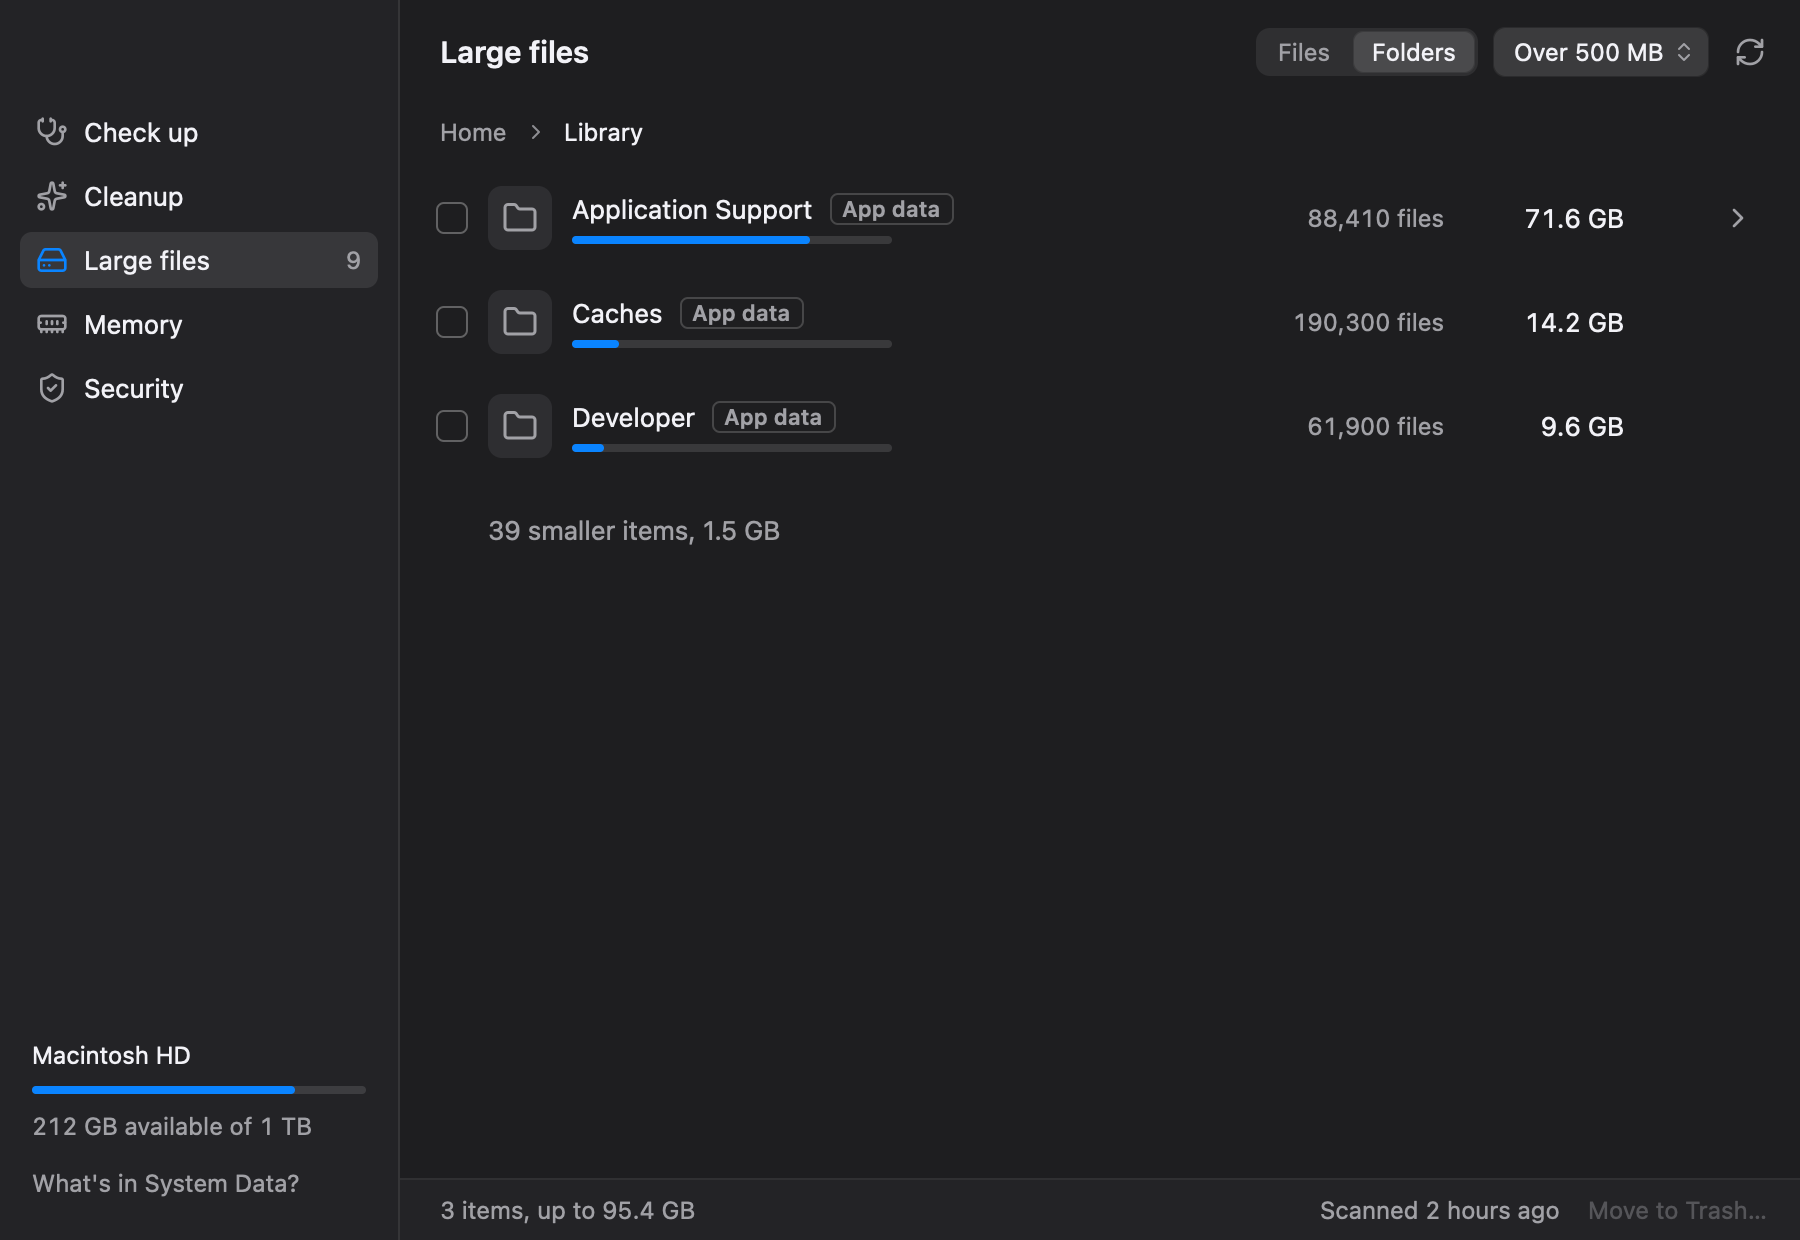 Large files
Files
Folders
Over 500 MB
Check up
Cleanup
Large files 9
Memory
Security
Home > Library
Application Support App data 88,410 files 71.6 GB
Caches App data 190,300 files 14.2 GB
Developer App data 61,900 files 9.6 GB
39 smaller items, 1.5 GB
Macintosh HD
212 GB available of 1 TB
What's in System Data?
3 items, up to 95.4 GB
Scanned 2 hours ago
Move to Trash...